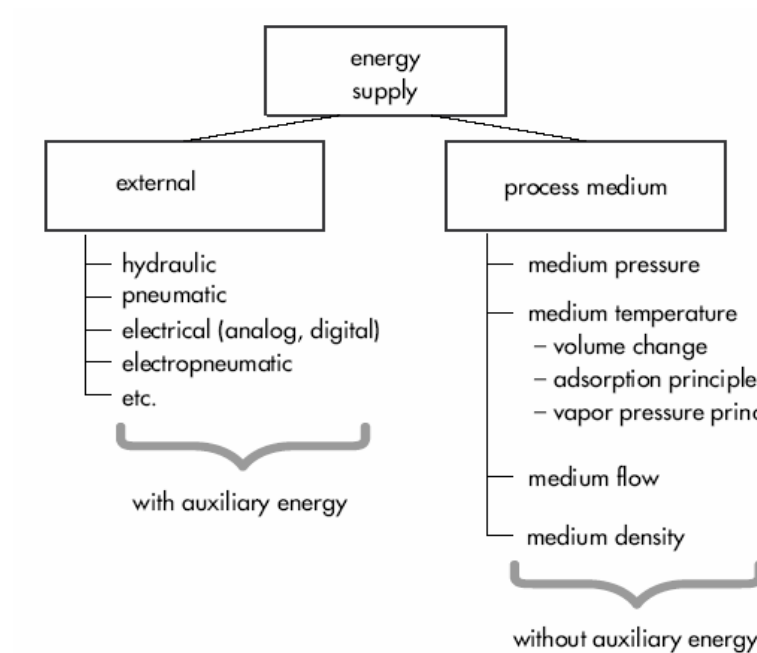 energy
supply
external
hydraulic
pneumatic
electrical (analog, digital)
electropneumatic
etc.
with auxiliary energy
process medium
medium pressure
medium temperature
– volume change
– adsorption principle
– vapor pressure
medium flow
medium density
without auxiliary energy